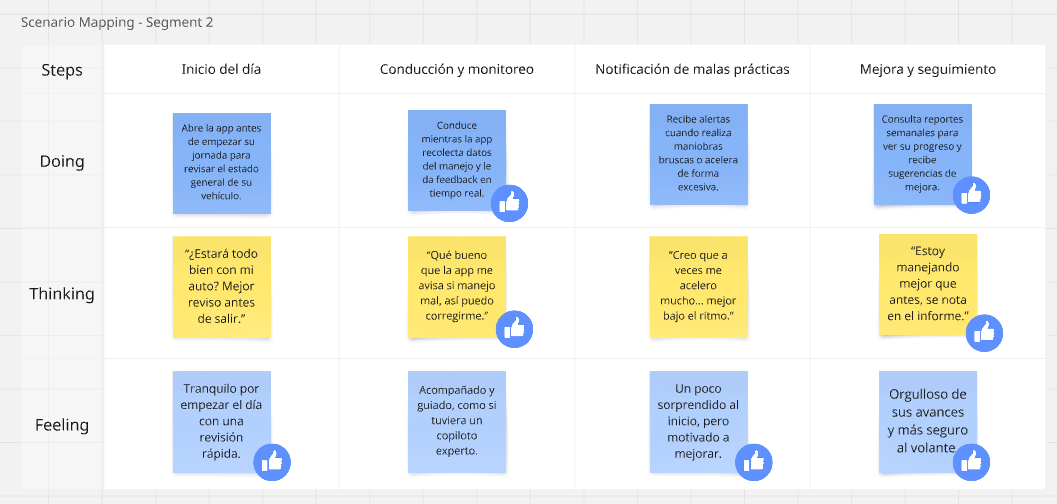 Scenario Mapping - Segment 2
Steps
Inicio del día
Conducción y monitoreo
Notificación de malas prácticas
Mejora y seguimiento
Doing
Abre la app antes
de empezar su
jornada para
revisar el estado
general de su
vehículo.
Conduce
mientras la app
recolecta datos
del manejo y le
da feedback en
tiempo real.
Recibe alertas
cuando realiza
maniobras
bruscas o acelera
de forma
excesiva.
Consulta reportes
semanales para
ver su progreso y
recibe
sugerencias de
mejora.
Thinking
“¿Estará todo
bien con mi
auto? Mejor
reviso antes
de salir.”
“Qué bueno
que la app me
avisa si manejo
mal, así puedo
corregirme.”
“Creo que a
veces me
acelero
mucho... mejor
bajo el ritmo.”
“Estoy
manejando
mejor que
antes, se nota
en el informe.”
Feeling
Tranquilo por
empezar el día
con una
revisión
rápida.
Acompañado y
guiado, como si
tuviera un
copiloto
experto.
Un poco
sorprendido al
inicio, pero
motivado a
mejorar.
Orgulloso de
sus avances
y más seguro
al volante